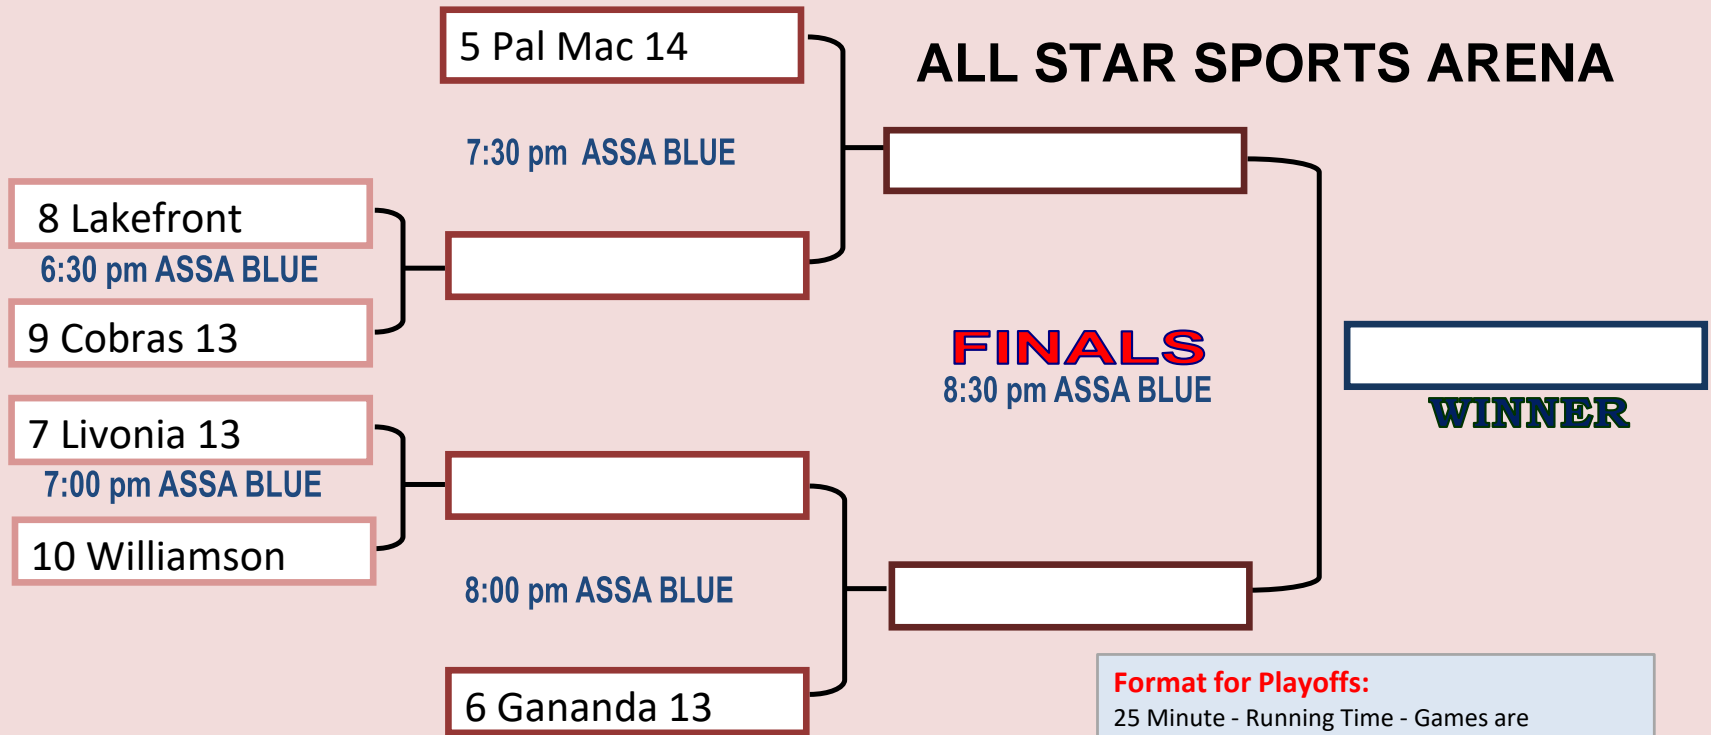 5 Pal Mac 14
ALL STAR SPORTS ARENA
7:30 pm  ASSA BLUE
8 Lakefront
6:30 pm ASSA BLUE
9 Cobras 13
FINALS
8:30 pm ASSA BLUE
WINNER
7 Livonia 13
7:00 pm ASSA BLUE
10 Williamson
8:00 pm ASSA BLUE
6 Gananda 13
Format for Playoffs:
25 Minute - Running Time - Games are